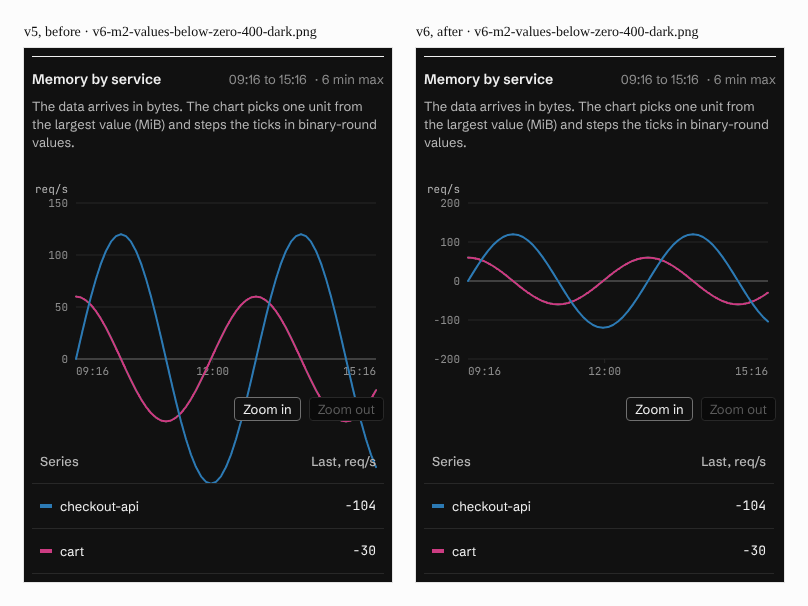 v5, before · v6-m2-values-below-zero-400-dark.png
Memory by service 09:16 to 15:16 · 6 min max
The data arrives in bytes. The chart picks one unit from
the largest value (MiB) and steps the ticks in binary-round
values.
req/s
150
100
50
0
09:16 12:00 15:16
Zoom in Zoom out
Series Last, req/s
checkout-api -104
cart -30
v6, after · v6-m2-values-below-zero-400-dark.png
Memory by service 09:16 to 15:16 · 6 min max
The data arrives in bytes. The chart picks one unit from
the largest value (MiB) and steps the ticks in binary-round
values.
req/s
200
100
0
-100
-200
09:16 12:00 15:16
Zoom in Zoom out
Series Last, req/s
checkout-api -104
cart -30